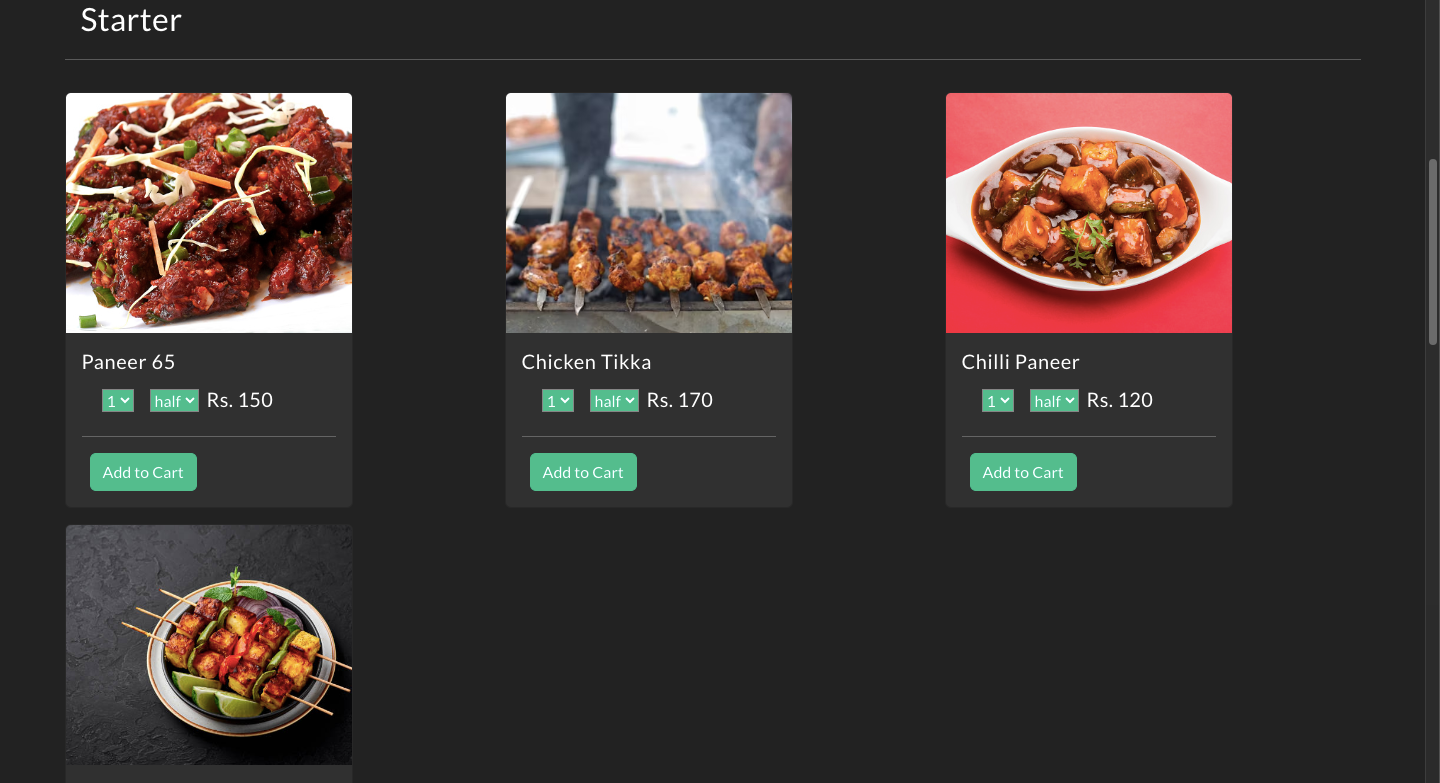 Starter
Paneer 65
1 half Rs. 150
Add to Cart
Chicken Tikka
1 half Rs. 170
Add to Cart
Chilli Paneer
1 half Rs. 120
Add to Cart